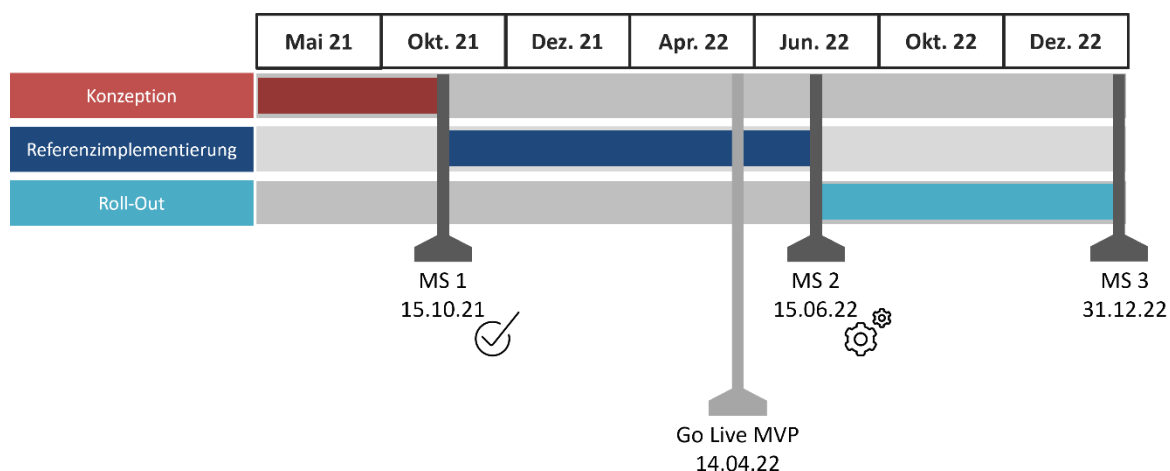 Mai 21 Okt. 21 Dez. 21 Apr. 22 Jun. 22 Okt. 22 Dez. 22
Konzeption
Referenzimplementierung
Roll-Out
MS 1
15.10.21
MS 2
15.06.22
MS 3
31.12.22
Go Live MVP
14.04.22